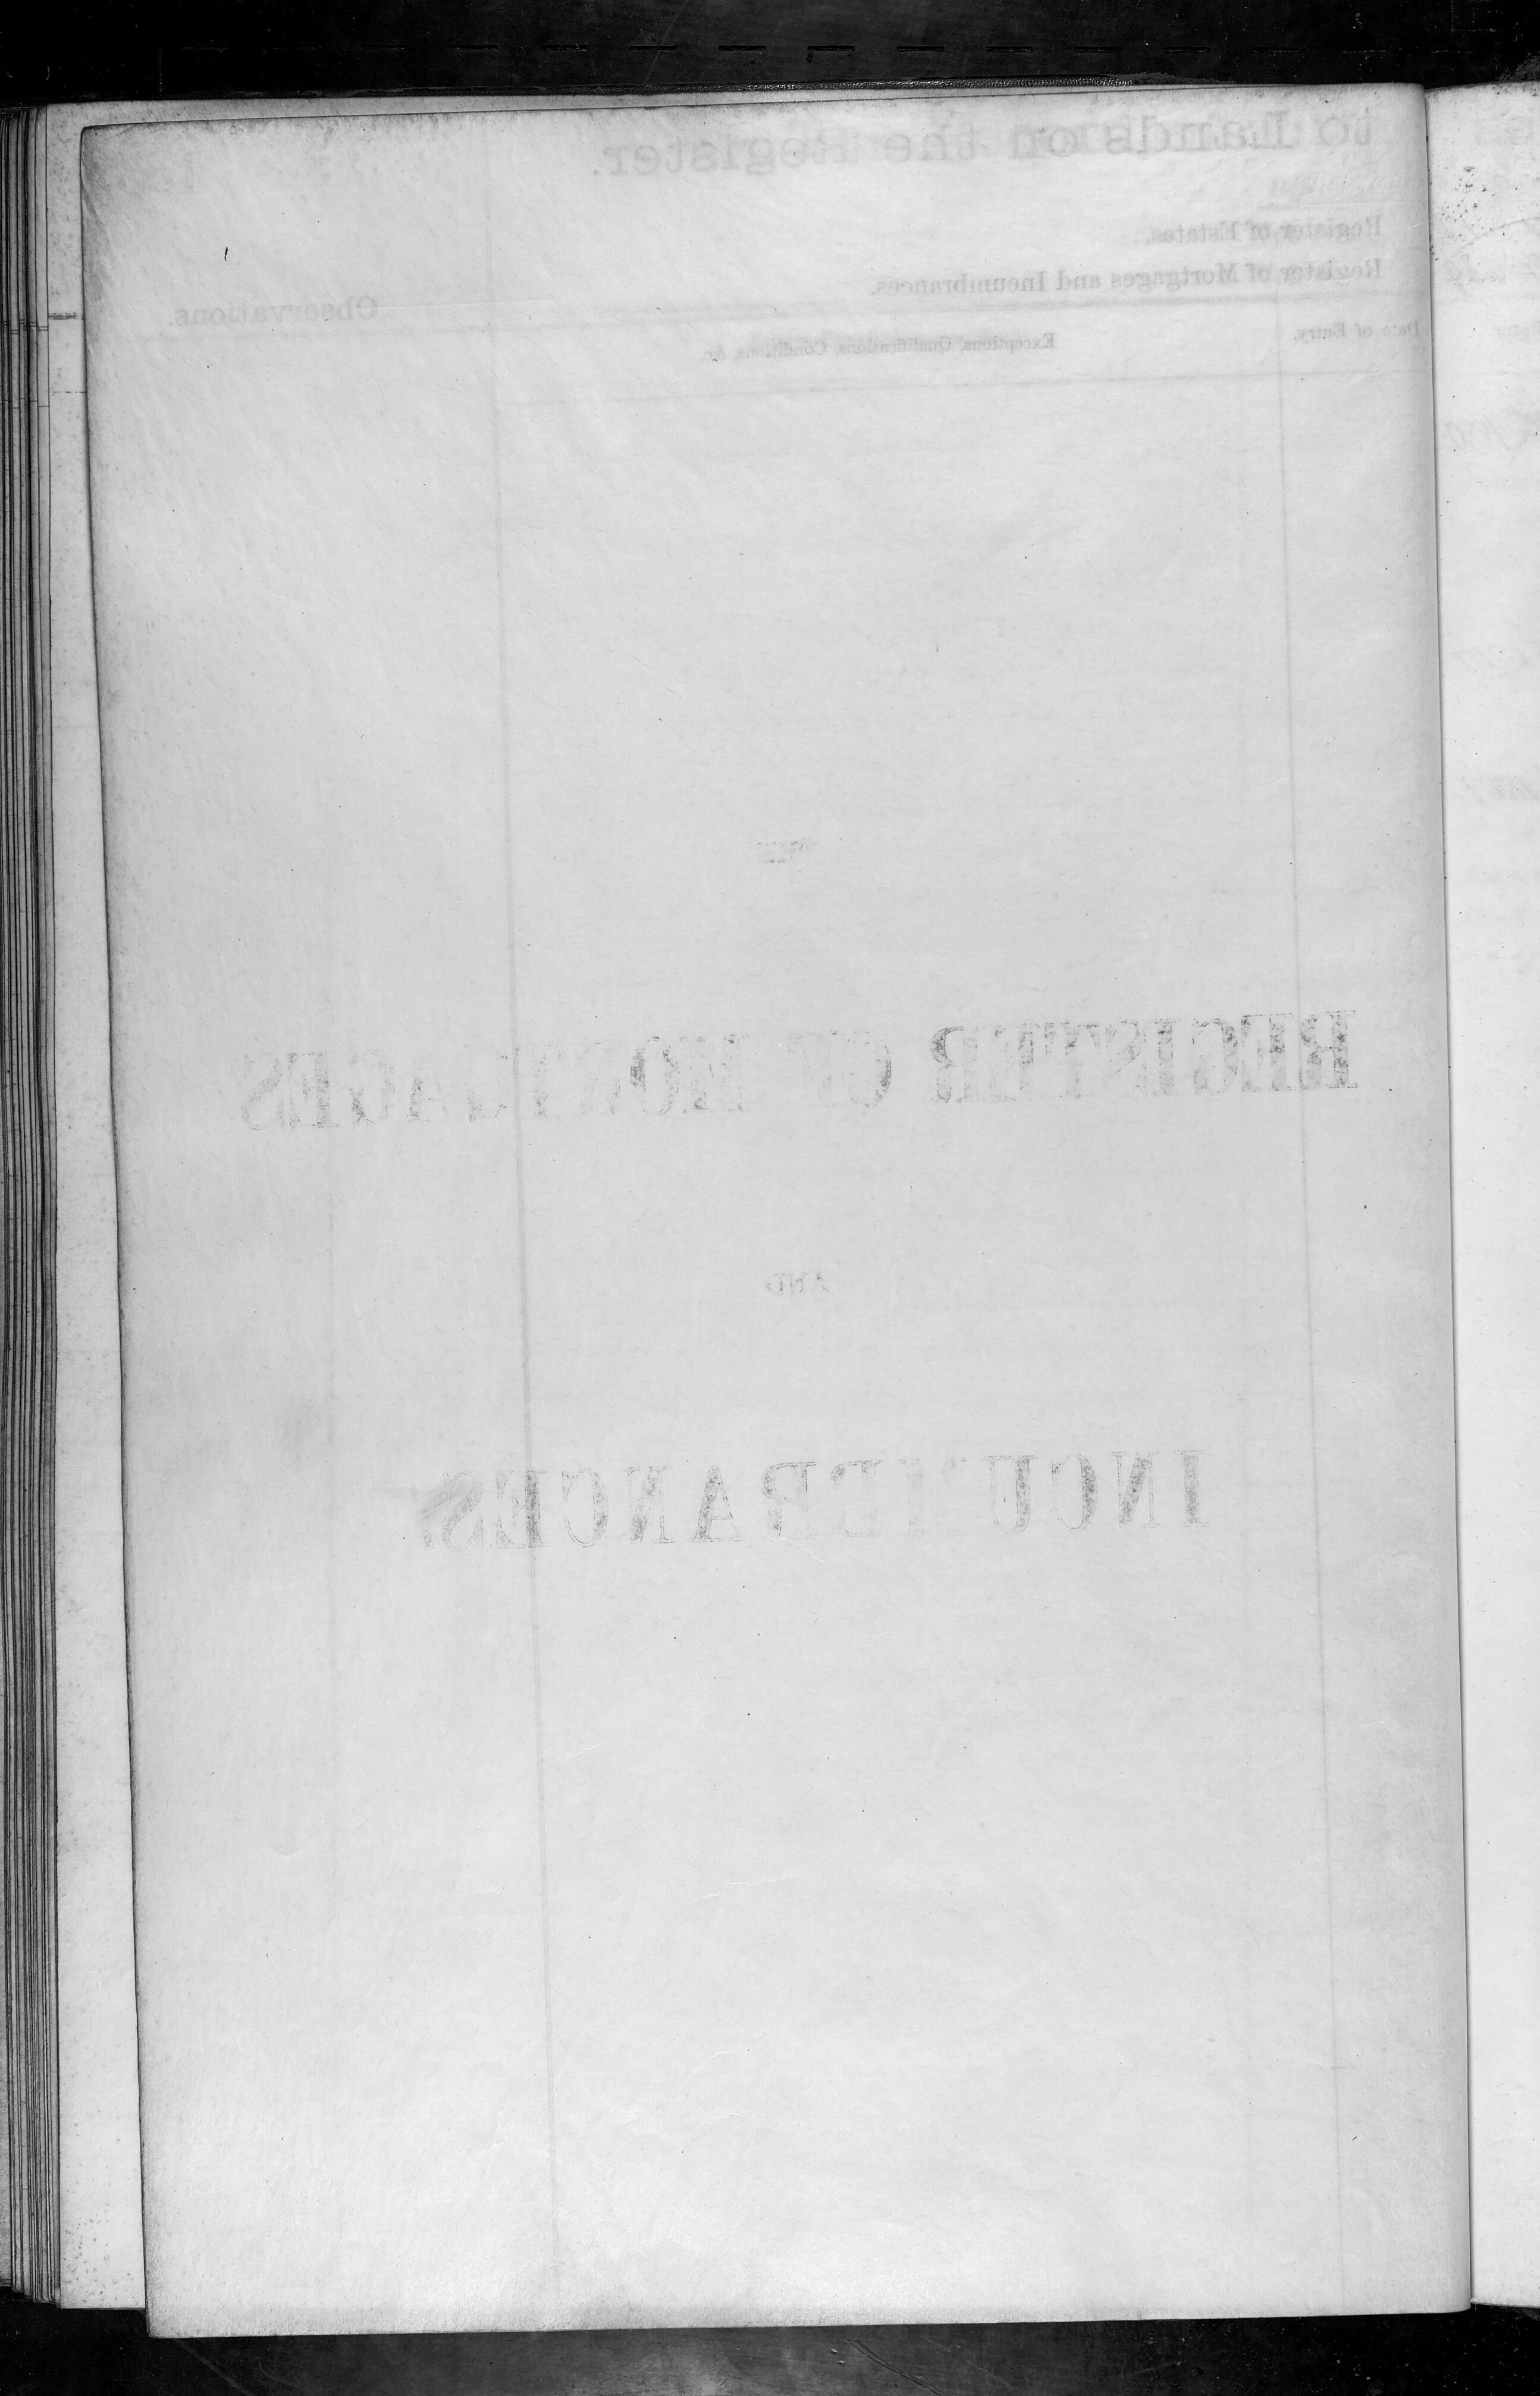 to Lands on the Register.
Register of Estates.
Register of Mortgages and Incumbrances.
Observations.
Date of Entry.
Exceptions, Qualifications, Conditions, &c.
REGISTER OF MORTGAGES
AND
INCUMBRANCES.